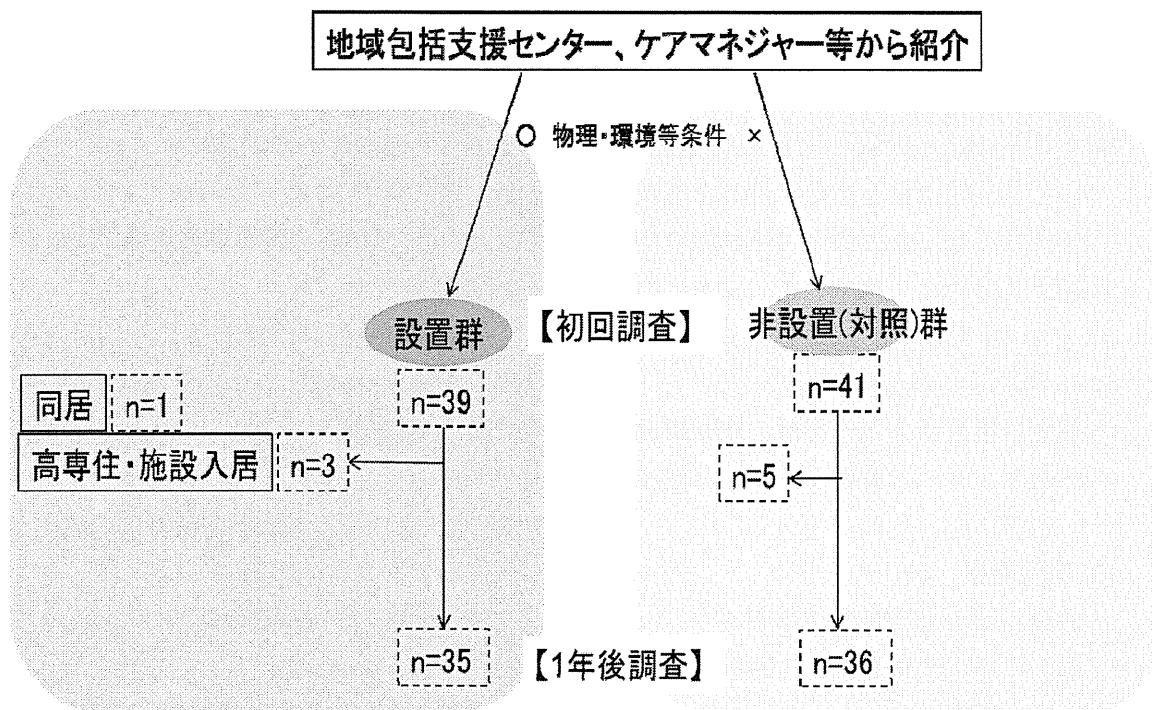 地域包括支援センター、ケアマネジャー等から紹介
○ 物理・環境等条件 ×
設置群
【初回調査】
非設置(対照)群
n=39
n=41
同居
n=1
高専住・施設入居
n=3
n=5
n=35
【1年後調査】
n=36